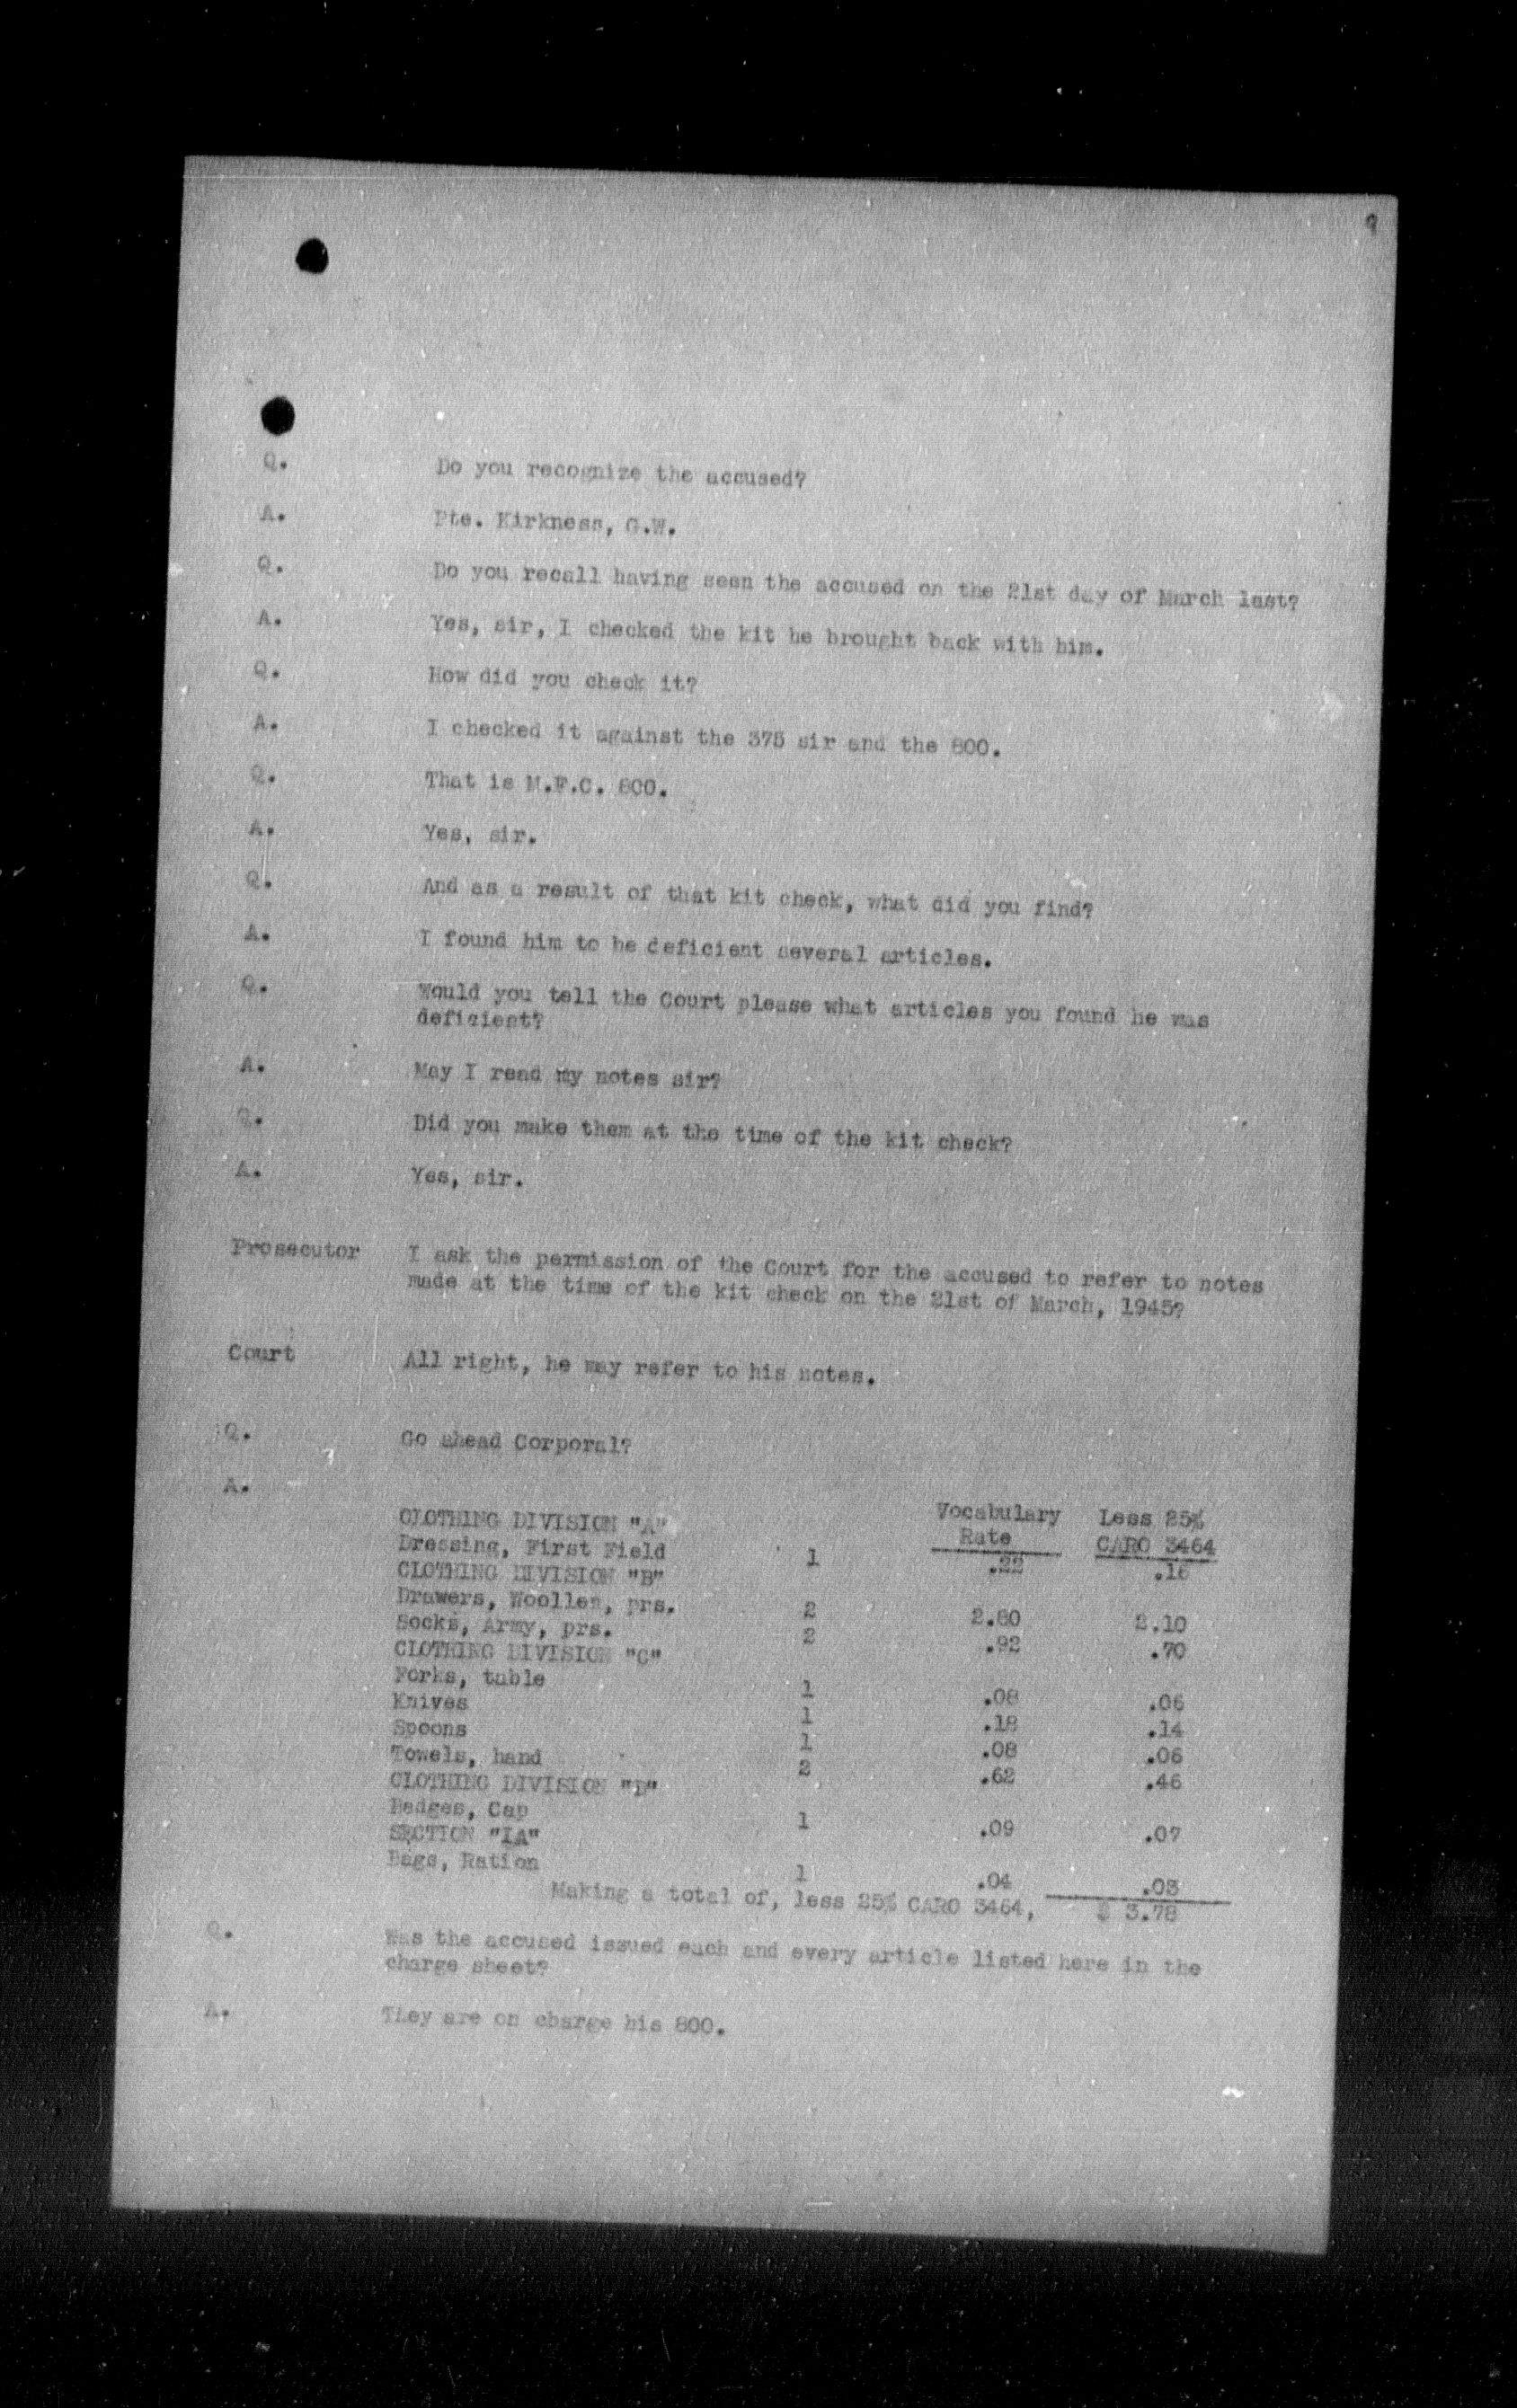 9
Q. Do you recognize the accused?
A. Pte. Kirkness, G.W.
Q. Do you recall having seen the accused on the 21st day of March last?
A. Yes, sir, I checked the kit he brought back with him.
Q. How did you check it?
A. I checked it against the 375 sir and the 800.
Q. That is M.F.C. 800.
A. Yes, sir.
Q. And as a result of that kit check, what did you find?
A. I found him to be deficient several articles.
Q. Would you tell the Court please what articles you found he was
deficient?
A. May I read my notes sir?
Q. Did you make them at the time of the kit check?
A. Yes, sir.
Prosecutor I ask the permission of the Court for the accused to refer to notes
made at the time of the kit check on the 21st of March, 1945?
Court All right, he may refer to his notes.
Q. Go ahead Corporal?
A.
Vocabulary Less 25%
CLOTHING DIVISION "A" Rate CARO 3464
Dressing, First Field 1 .22 .16
CLOTHING DIVISION "B"
Drawers, Woollen, prs. 2 2.80 2.10
Socks, Army, prs. 2 .92 .70
CLOTHING DIVISION "C"
Forks, table 1 .08 .06
Knives 1 .18 .14
Spoons 1 .08 .06
Towels, hand 2 .62 .46
CLOTHING DIVISION "D"
Badges, Cap 1 .09 .07
SECTION "IA"
Bags, Ration 1 .04 .03
Making a total of, less 25% CARO 3464, $ 3.78
Q. Was the accused issued each and every article listed here in the
charge sheet?
A. They are on charge his 800.